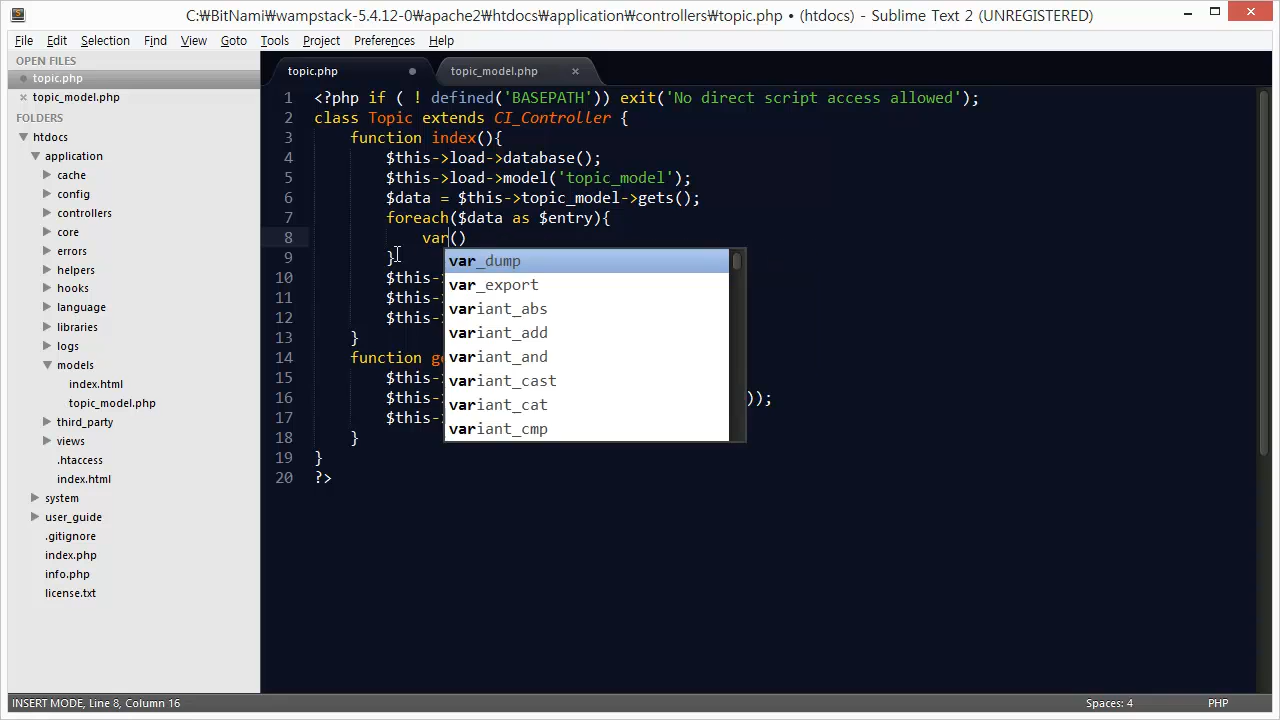 C:₩BitNami₩wampstack-5.4.12-0₩apache2₩htdocs₩application₩controllers₩topic.php • (htdocs) - Sublime Text 2 (UNREGISTERED)
File Edit Selection Find View Goto Tools Project Preferences Help
OPEN FILES
topic.php
topic_model.php
FOLDERS
htdocs
application
cache
config
controllers
core
errors
helpers
hooks
language
libraries
logs
models
index.html
topic_model.php
third_party
views
.htaccess
index.html
system
user_guide
.gitignore
index.php
info.php
license.txt
topic.php topic_model.php
1 <?php if ( ! defined('BASEPATH')) exit('No direct script access allowed');
2 class Topic extends CI_Controller {
3 function index(){
4 $this->load->database();
5 $this->load->model('topic_model');
6 $data = $this->topic_model->gets();
7 foreach($data as $entry){
8 var()
9 }
10 $this-
11 $this-
12 $this-
13 }
14 function g
15 $this-
16 $this- ));
17 $this-
18 }
19 }
20 ?>
var_dump
var_export
variant_abs
variant_add
variant_and
variant_cast
variant_cat
variant_cmp
INSERT MODE, Line 8, Column 16 Spaces: 4 PHP